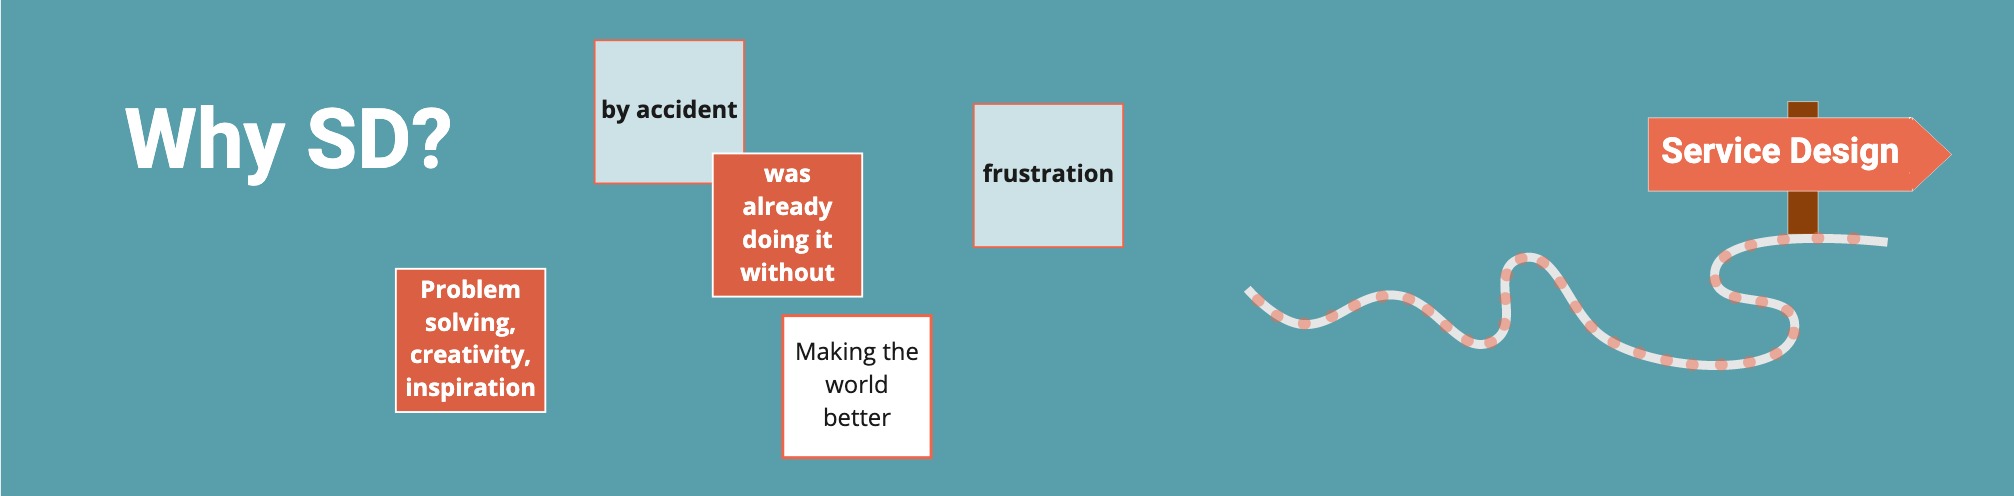 Why SD?
by accident
was
already
doing it
without
frustration
Problem
solving,
creativity,
inspiration
Making the
world
better
Service Design